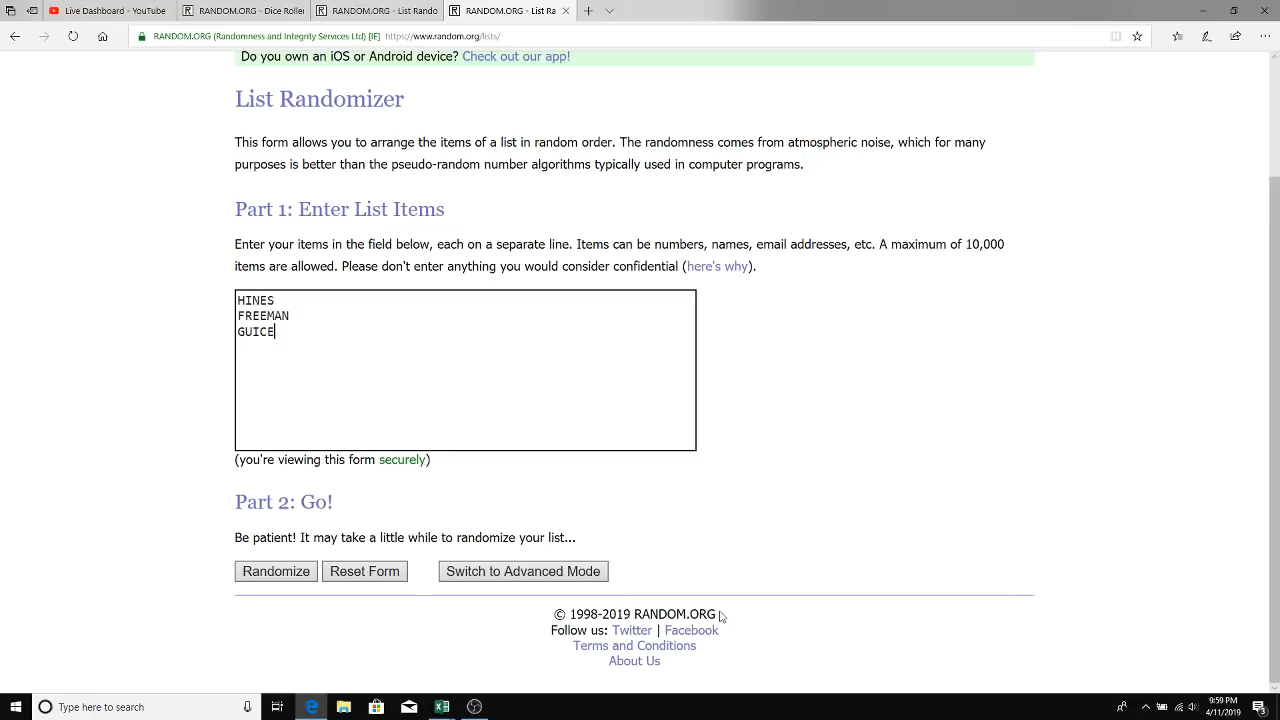 Live Dashboard - YouTube
RANDOM.ORG - Dice Roller
RANDOM.ORG - List Rando
RANDOM.ORG - List Ra
RANDOM.ORG (Randomness and Integrity Services Ltd) [IE] https://www.random.org/lists/
Do you own an iOS or Android device? Check out our app!
List Randomizer
This form allows you to arrange the items of a list in random order. The randomness comes from atmospheric noise, which for many
purposes is better than the pseudo-random number algorithms typically used in computer programs.
Part 1: Enter List Items
Enter your items in the field below, each on a separate line. Items can be numbers, names, email addresses, etc. A maximum of 10,000
items are allowed. Please don't enter anything you would consider confidential (here's why).
HINES
FREEMAN
GUICE
(you're viewing this form securely)
Part 2: Go!
Be patient! It may take a little while to randomize your list...
Randomize
Reset Form
Switch to Advanced Mode
© 1998-2019 RANDOM.ORG
Follow us: Twitter | Facebook
Terms and Conditions
About Us
Type here to search
9:59 PM
4/11/2019